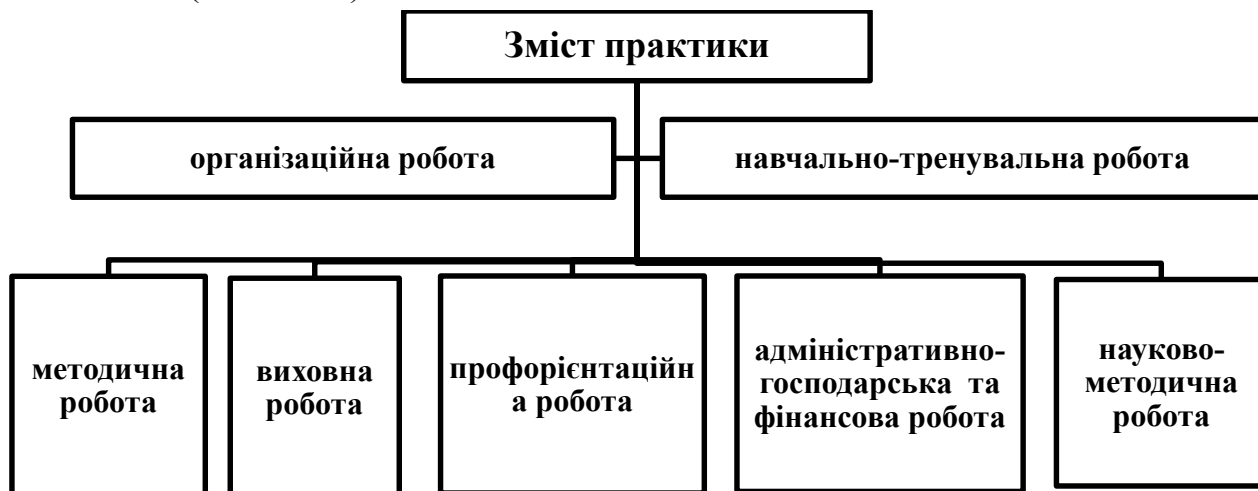 Зміст практики
організаційна робота
навчально-тренувальна робота
методична
робота
виховна
робота
профорієнтаційн
а робота
адміністративно-
господарська та
фінансова робота
науково-
методична
робота